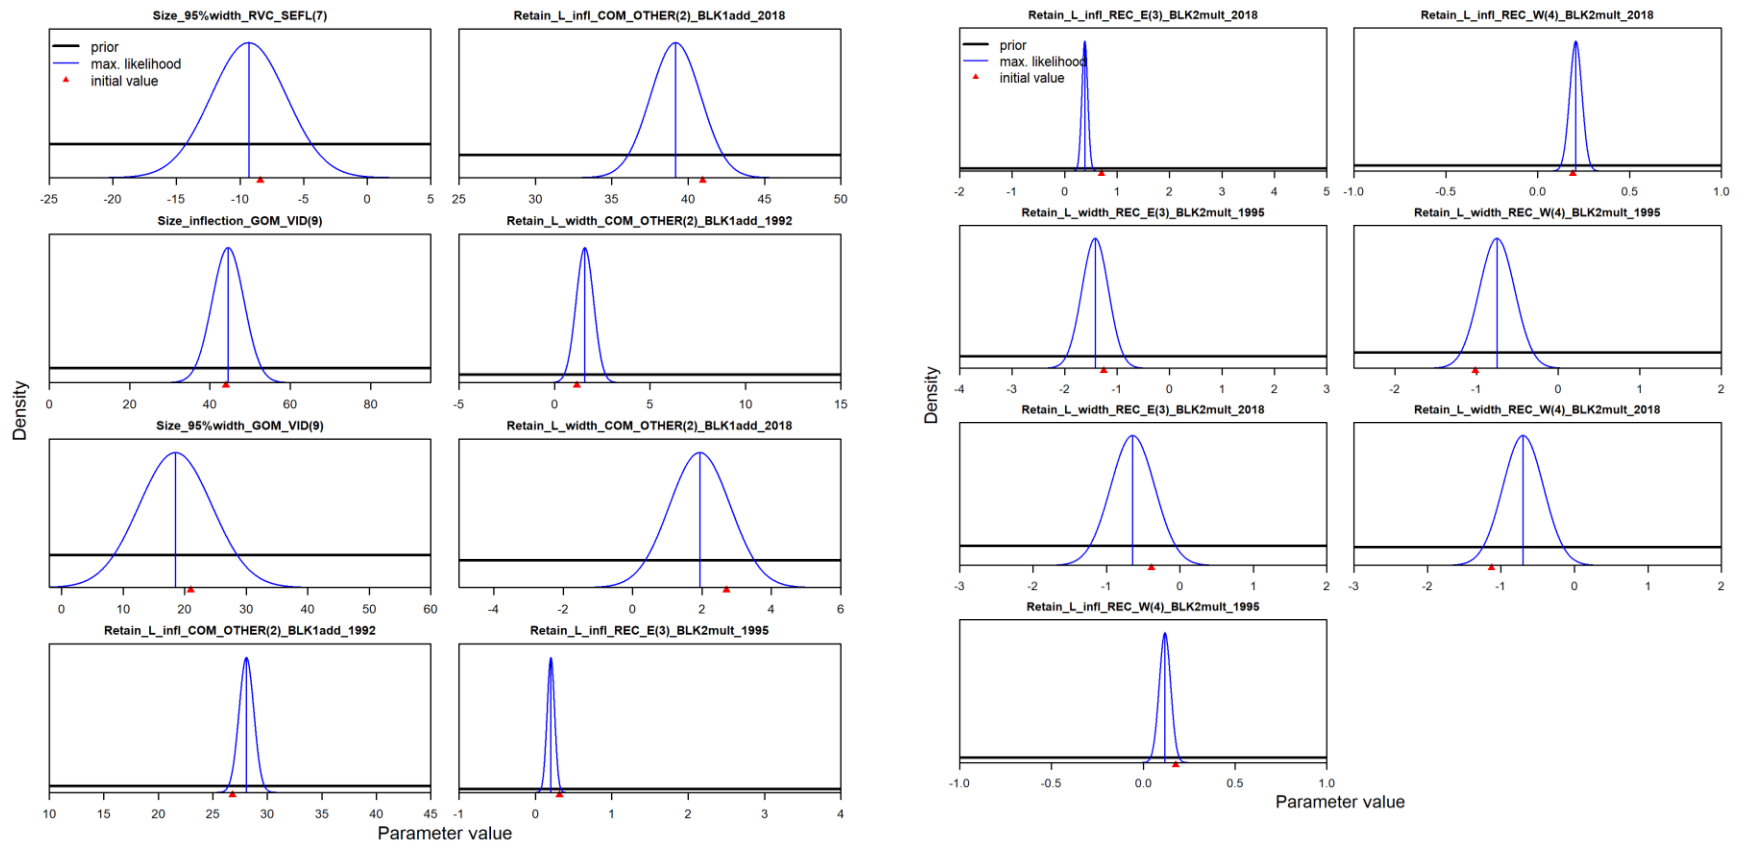 Size_95%width_RVC_SEFL(7)
prior
max. likelihood
initial value
-25 -20 -15 -10 -5 0 5
Retain_L_infl_COM_OTHER(2)_BLK1add_2018
25 30 35 40 45 50
Size_inflection_GOM_VID(9)
0 20 40 60 80
Retain_L_width_COM_OTHER(2)_BLK1add_1992
-5 0 5 10 15
Size_95%width_GOM_VID(9)
0 10 20 30 40 50 60
Retain_L_width_COM_OTHER(2)_BLK1add_2018
-4 -2 0 2 4 6
Retain_L_infl_COM_OTHER(2)_BLK1add_1992
10 15 20 25 30 35 40 45
Retain_L_infl_REC_E(3)_BLK2mult_1995
-1 0 1 2 3 4
Density
Parameter value
Retain_L_infl_REC_E(3)_BLK2mult_2018
prior
max. likelihood
initial value
-2 -1 0 1 2 3 4 5
Retain_L_infl_REC_W(4)_BLK2mult_2018
-1.0 -0.5 0.0 0.5 1.0
Retain_L_width_REC_E(3)_BLK2mult_1995
-4 -3 -2 -1 0 1 2 3
Retain_L_width_REC_W(4)_BLK2mult_1995
-2 -1 0 1 2
Retain_L_width_REC_E(3)_BLK2mult_2018
-3 -2 -1 0 1 2
Retain_L_width_REC_W(4)_BLK2mult_2018
-3 -2 -1 0 1 2
Retain_L_infl_REC_W(4)_BLK2mult_1995
-1.0 -0.5 0.0 0.5 1.0
Density
Parameter value